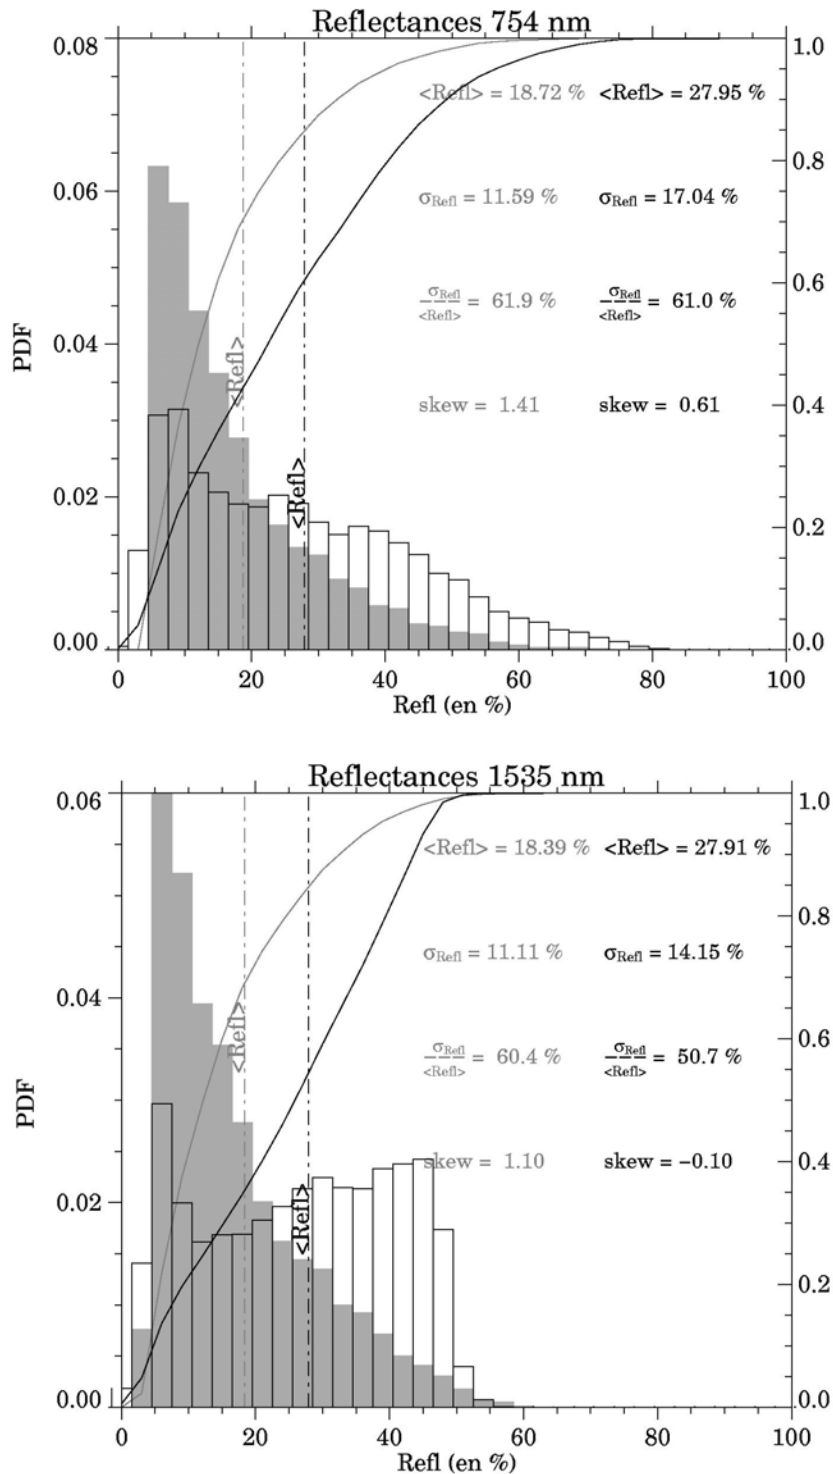 Reflectances 754 nm
0.08 1.0
<Refl> = 18.72 % <Refl> = 27.95 %
0.06 0.8
σRefl = 11.59 % σRefl = 17.04 %
σRefl/<Refl> = 61.9 % σRefl/<Refl> = 61.0 %
0.6
PDF
0.04
<Refl>
skew = 1.41 skew = 0.61
0.4
<Refl>
0.02 0.2
0.00 0.0
0 20 40 60 80 100
Refl (en %)
Reflectances 1535 nm
0.06 1.0
<Refl> = 18.39 % <Refl> = 27.91 %
0.8
σRefl = 11.11 % σRefl = 14.15 %
0.04
<Refl>
0.6
σRefl/<Refl> = 60.4 % σRefl/<Refl> = 50.7 %
PDF
skew = 1.10 skew = −0.10
0.4
<Refl>
0.02
0.2
0.00 0.0
0 20 40 60 80 100
Refl (en %)